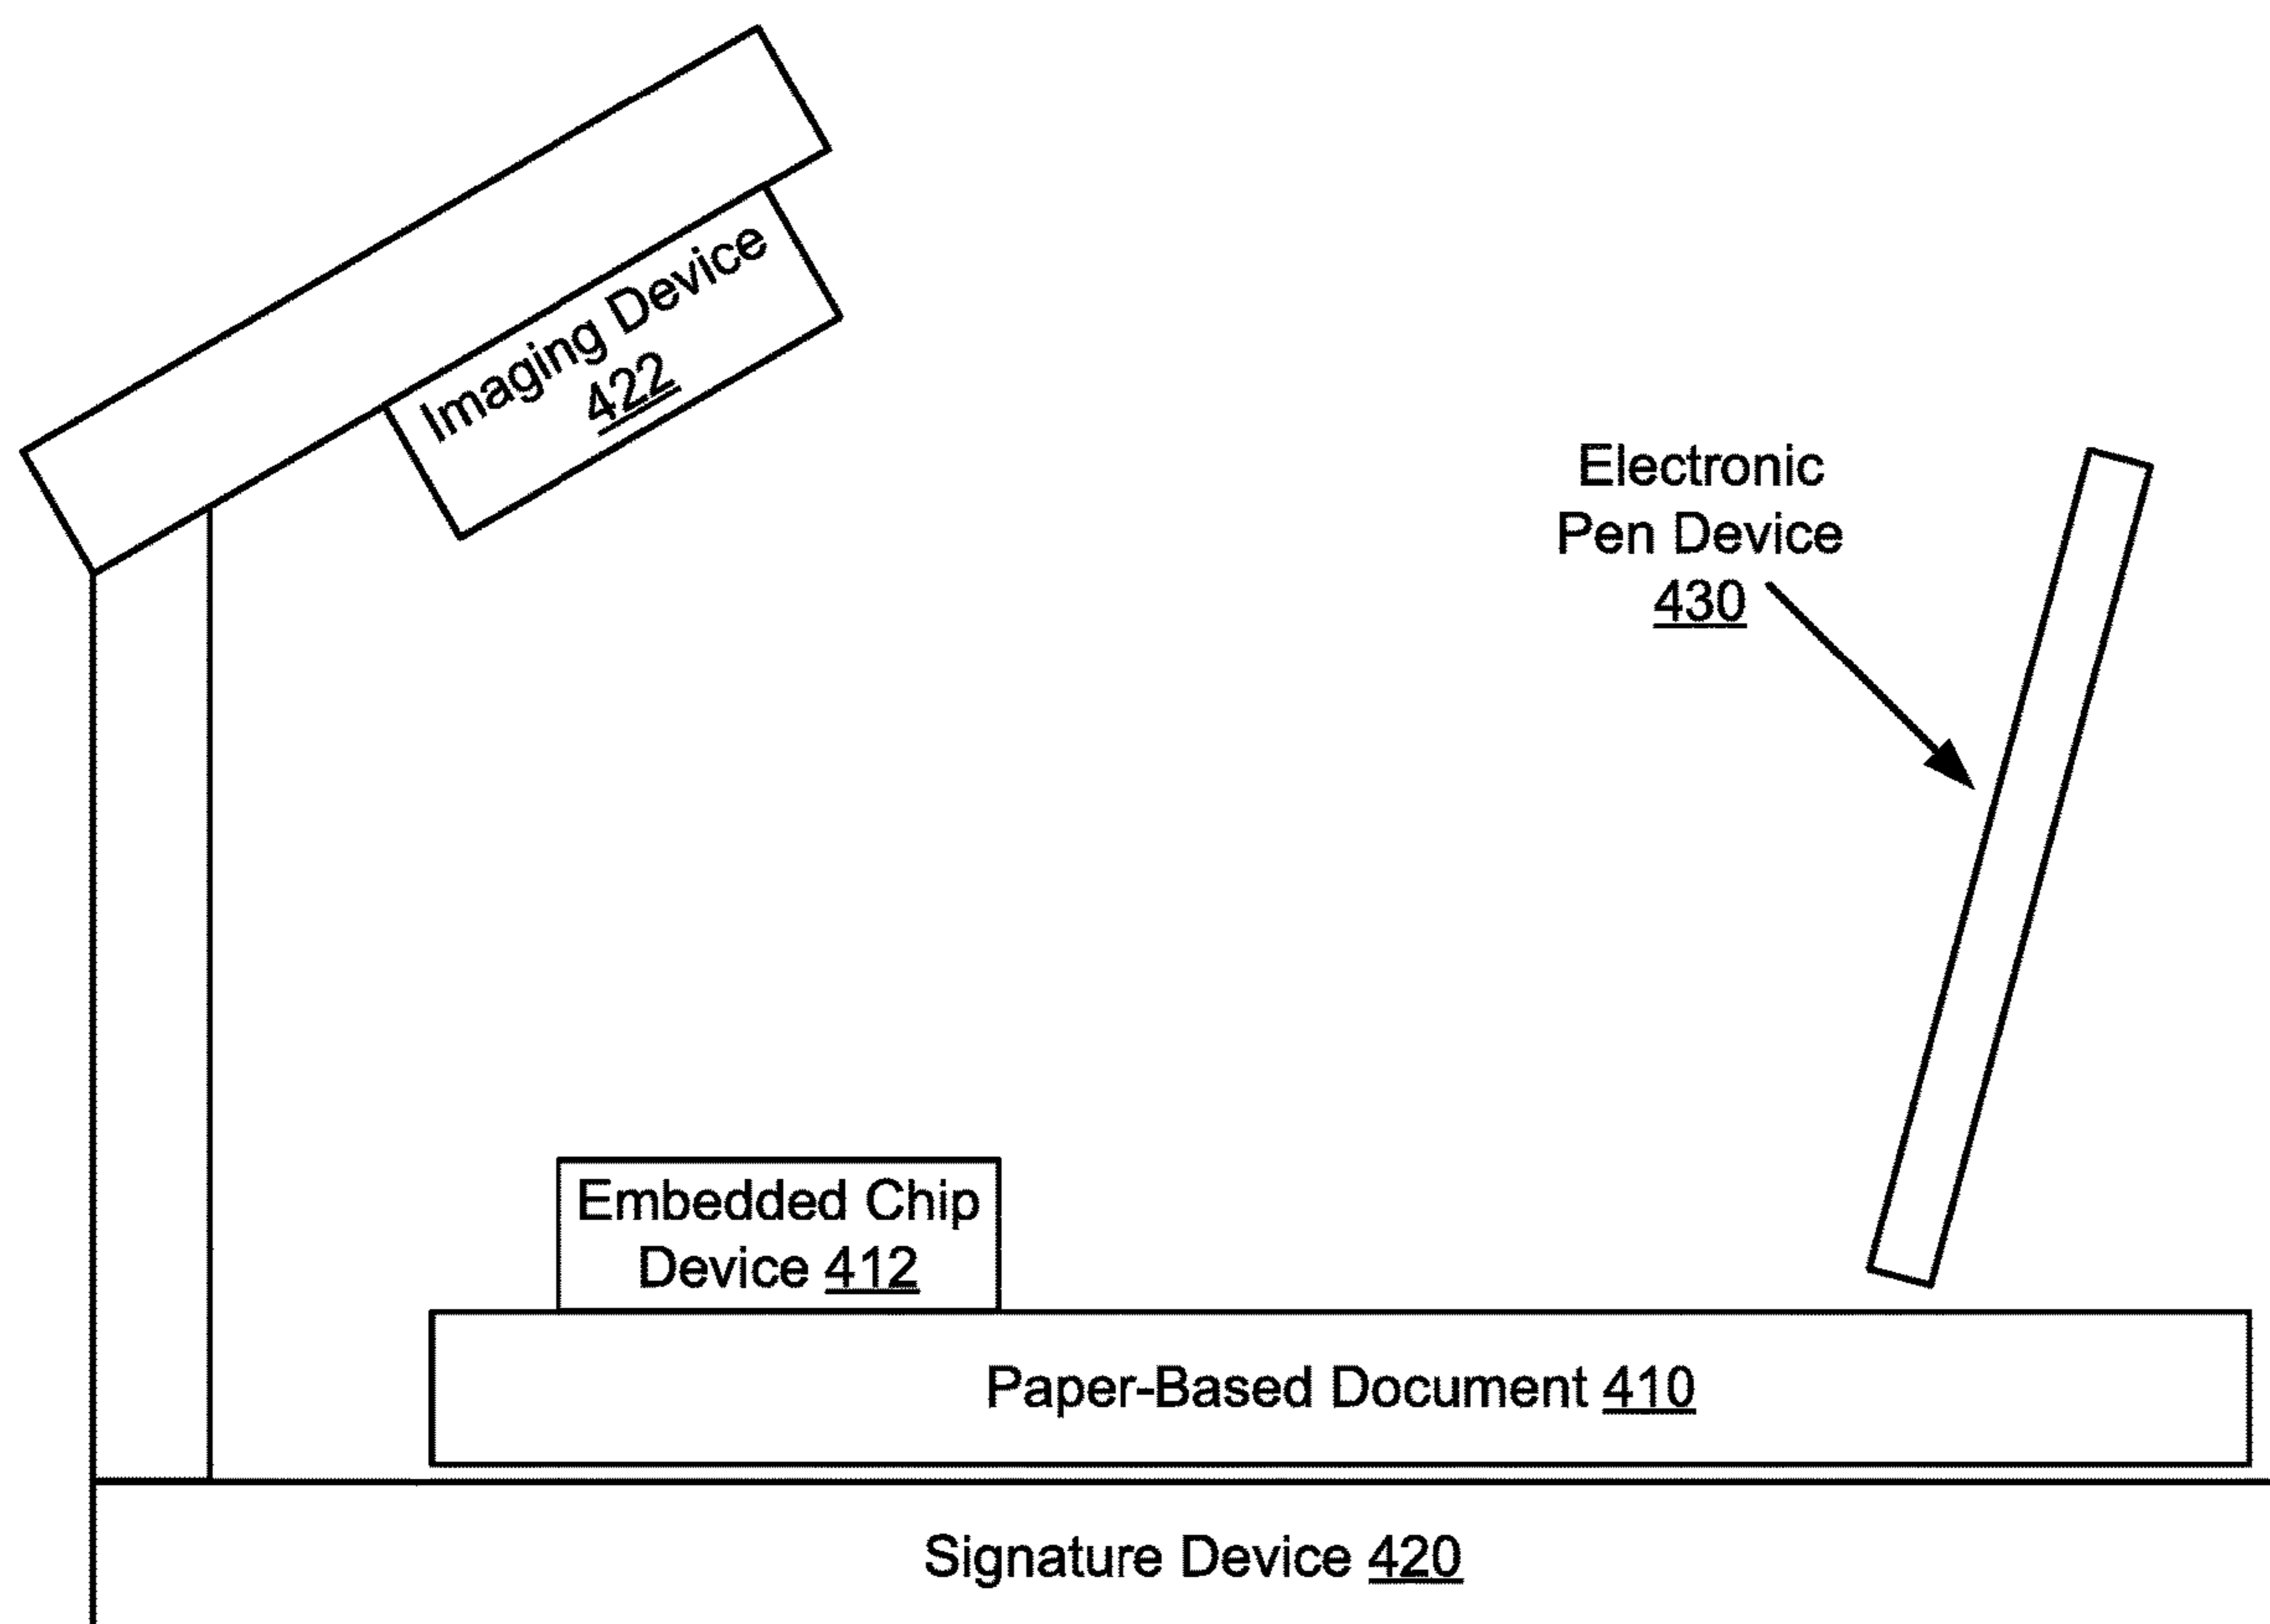 Imaging Device
422
Electronic
Pen Device
430
Embedded Chip
Device 412
Paper-Based Document 410
Signature Device 420